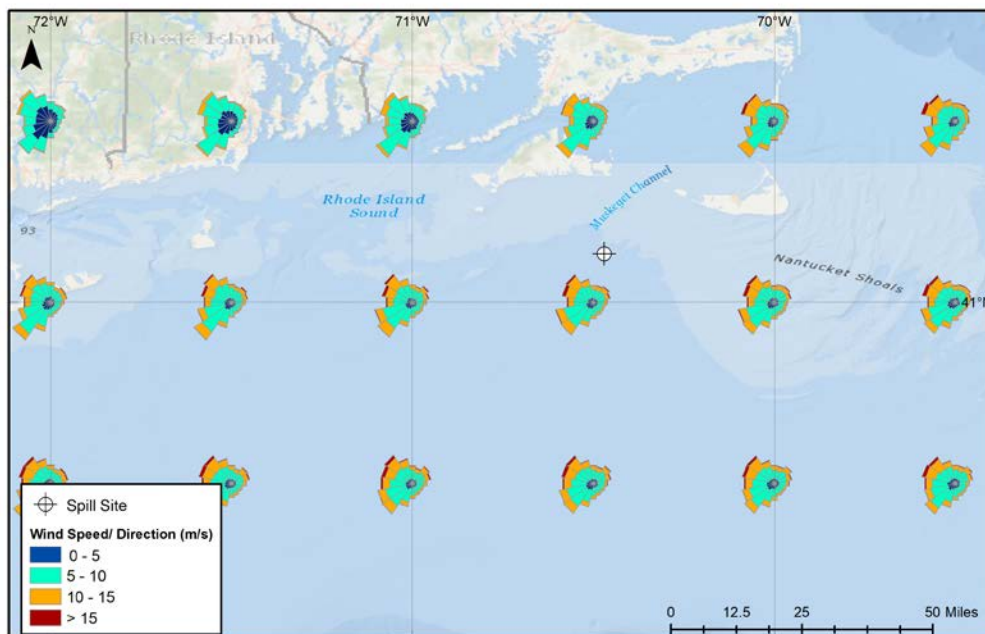 72°W
71°W
70°W
N
Rhode Island
Muskeget Channel
Rhode Island
Sound
93
Nantucket Shoals
41°N
Spill Site
Wind Speed/ Direction (m/s)
0 - 5
5 - 10
10 - 15
> 15
0 12.5 25 50 Miles